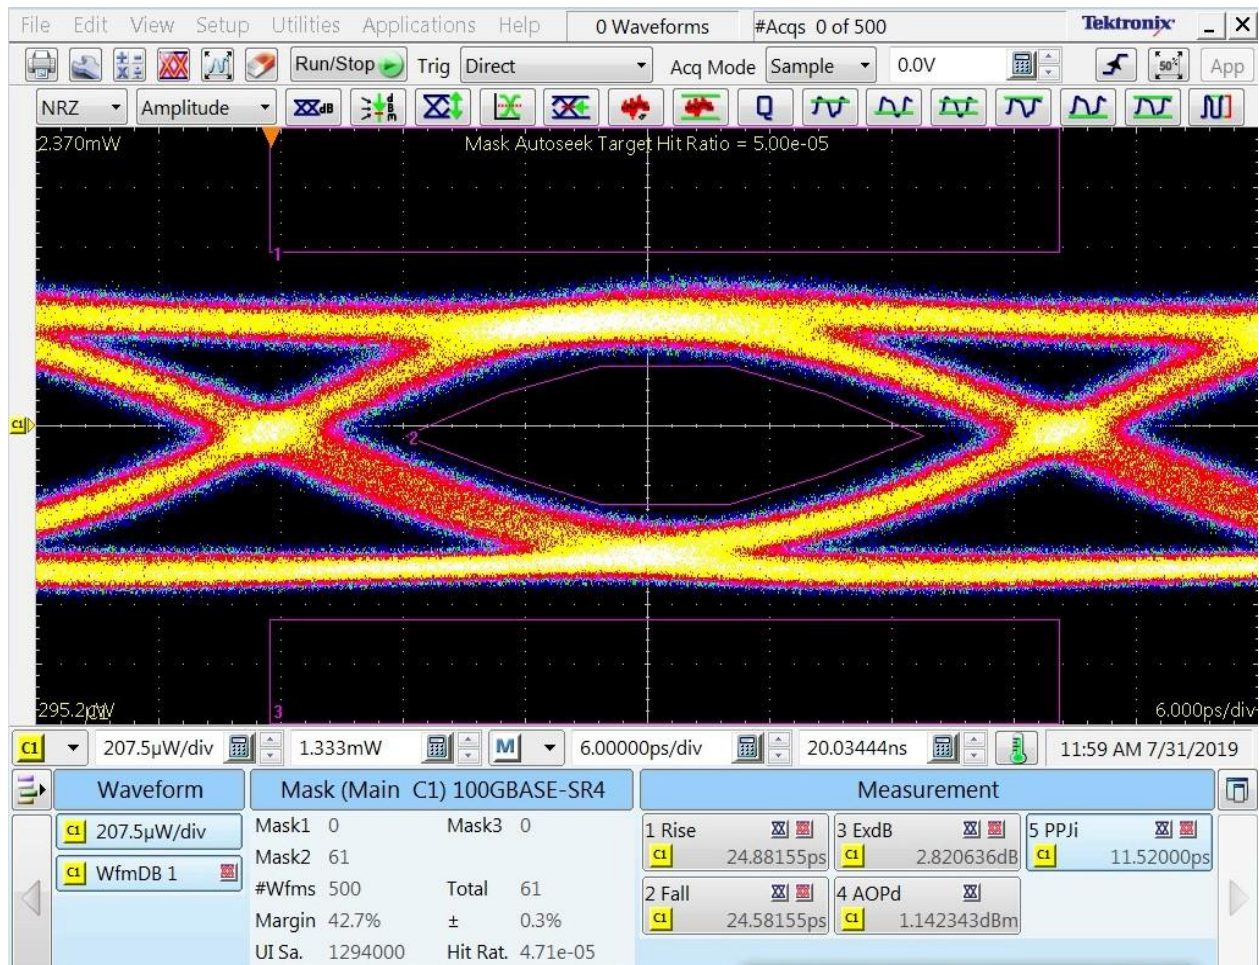 File Edit View Setup Utilities Applications Help 0 Waveforms #Acqs 0 of 500 Tektronix
Run/Stop Trig Direct Acq Mode Sample 0.0V 50% App
NRZ Amplitude dB Q
2.370mW Mask Autoseek Target Hit Ratio = 5.00e-05
1
C1
2
3
6.000ps/div
C1 207.5µW/div 1.333mW M 6.00000ps/div 20.03444ns 11:59 AM 7/31/2019
Waveform Mask (Main C1) 100GBASE-SR4 Measurement
C1 207.5µW/div
C1 WfmDB 1
Mask1 0 Mask3 0
Mask2 61
#Wfms 500 Total 61
Margin 42.7% ± 0.3%
UI Sa. 1294000 Hit Rat. 4.71e-05
1 Rise
C1 24.88155ps
3 ExdB
C1 2.820636dB
5 PPJi
C1 11.52000ps
2 Fall
C1 24.58155ps
4 AOPd
C1 1.142343dBm